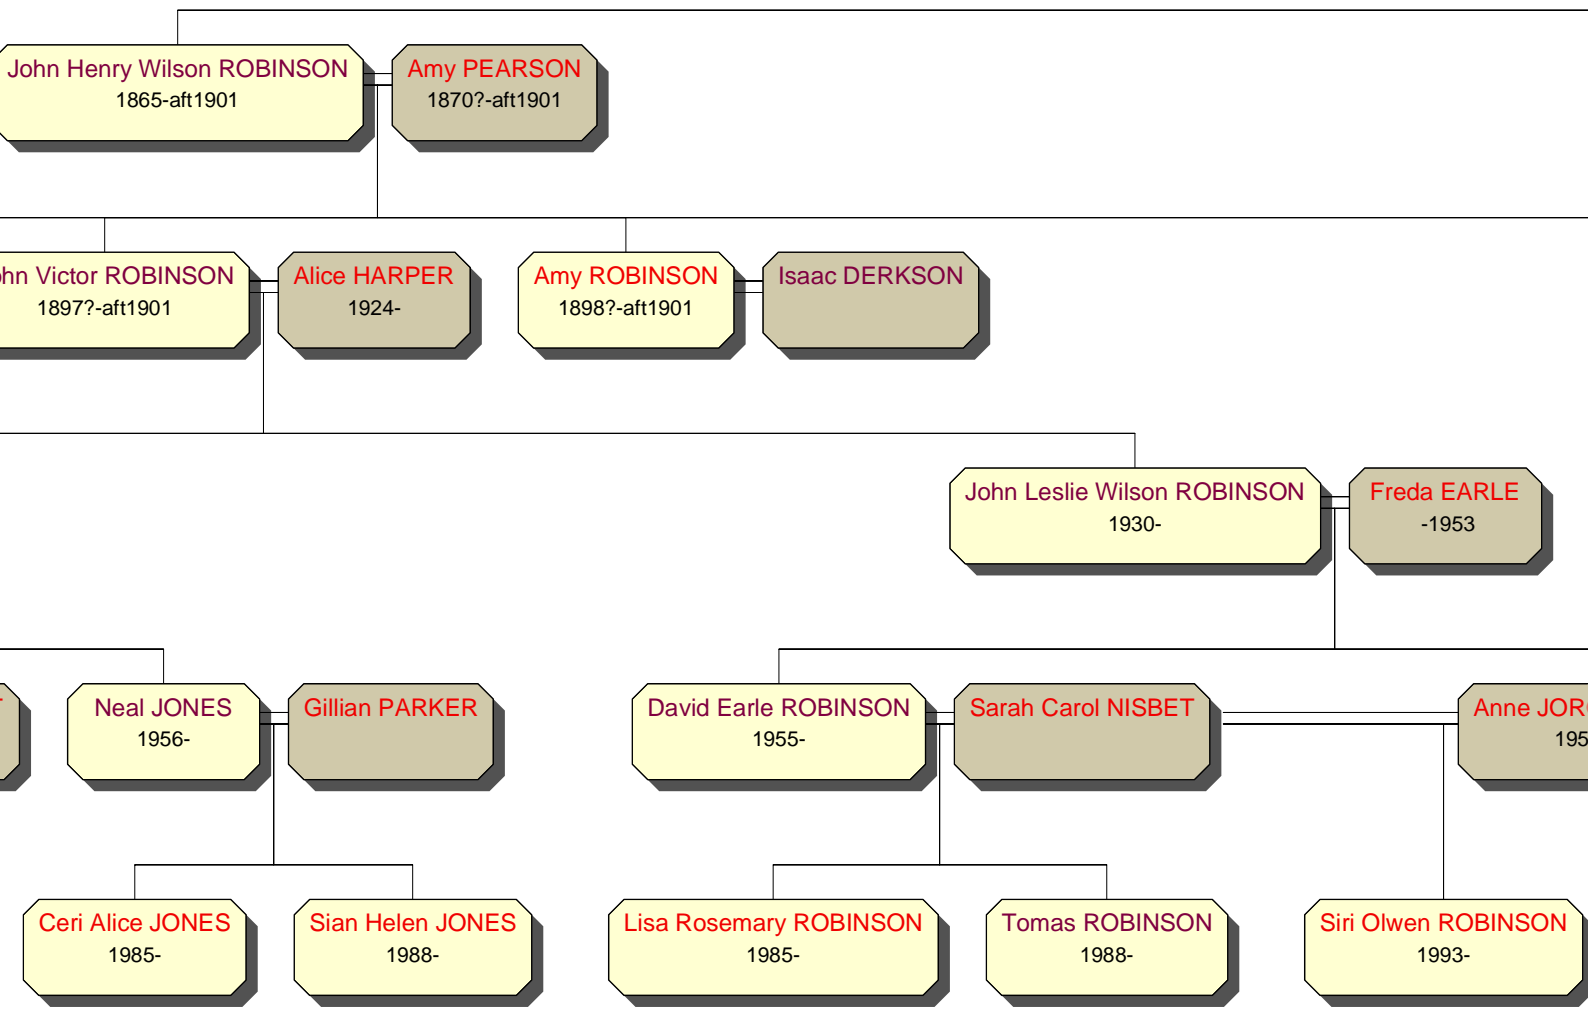 John Henry Wilson ROBINSON
1865-aft1901
Amy PEARSON
1870?-aft1901
Victor ROBINSON
1897?-aft1901
Alice HARPER
1924-
Amy ROBINSON
1898?-aft1901
Isaac DERKSON
John Leslie Wilson ROBINSON
1930-
Freda EARLE
-1953
Neal JONES
1956-
Gillian PARKER
David Earle ROBINSON
1955-
Sarah Carol NISBET
Anne
Ceri Alice JONES
1985-
Sian Helen JONES
1988-
Lisa Rosemary ROBINSON
1985-
Tomas ROBINSON
1988-
Siri Olwen ROBINSON
1993-